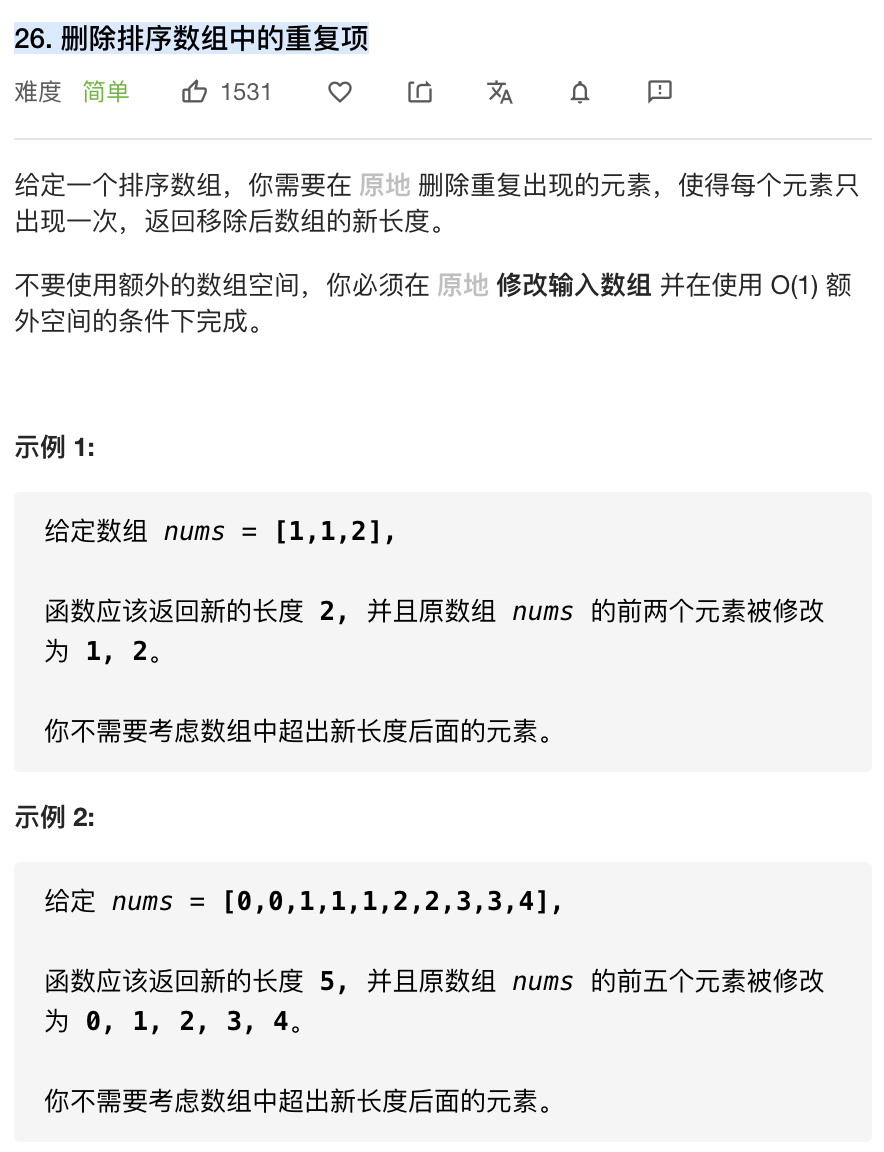 26. 删除排序数组中的重复项
难度 简单 1531
给定一个排序数组，你需要在 原地 删除重复出现的元素，使得每个元素只
出现一次，返回移除后数组的新长度。
不要使用额外的数组空间，你必须在 原地 修改输入数组 并在使用 O(1) 额
外空间的条件下完成。
示例 1:
给定数组 nums = [1,1,2],
函数应该返回新的长度 2, 并且原数组 nums 的前两个元素被修改
为 1, 2。
你不需要考虑数组中超出新长度后面的元素。
示例 2:
给定 nums = [0,0,1,1,1,2,2,3,3,4],
函数应该返回新的长度 5, 并且原数组 nums 的前五个元素被修改
为 0, 1, 2, 3, 4。
你不需要考虑数组中超出新长度后面的元素。